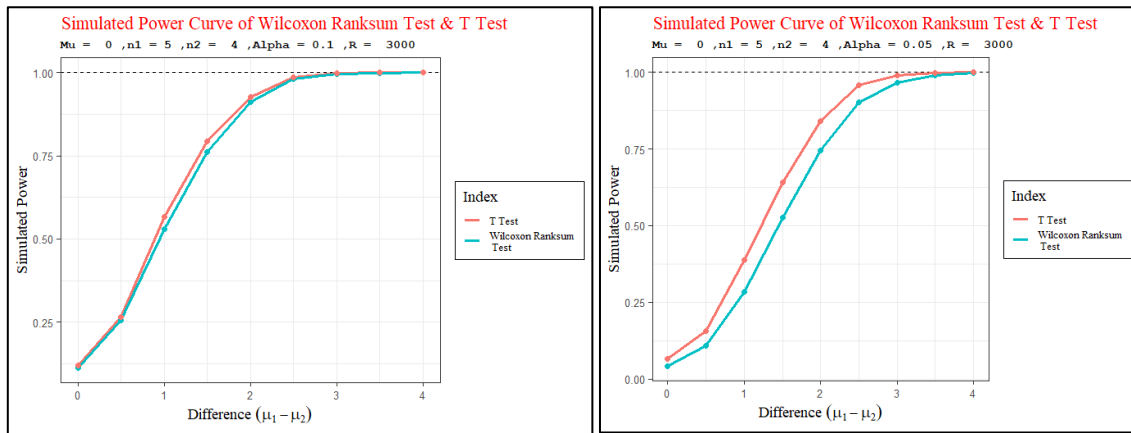 Simulated Power Curve of Wilcoxon Ranksum Test & T Test
Mu =  0 ,n1 = 5 ,n2 =  4 ,Alpha = 0.1 ,R =  3000
1.00
0.75
0.50
0.25
Simulated Power
0 1 2 3 4
Difference (μ1 − μ2)
Index
T Test
Wilcoxon Ranksum
Test
Simulated Power Curve of Wilcoxon Ranksum Test & T Test
Mu =  0 ,n1 = 5 ,n2 =  4 ,Alpha = 0.05 ,R =  3000
1.00
0.75
0.50
0.25
0.00
Simulated Power
0 1 2 3 4
Difference (μ1 − μ2)
Index
T Test
Wilcoxon Ranksum
Test